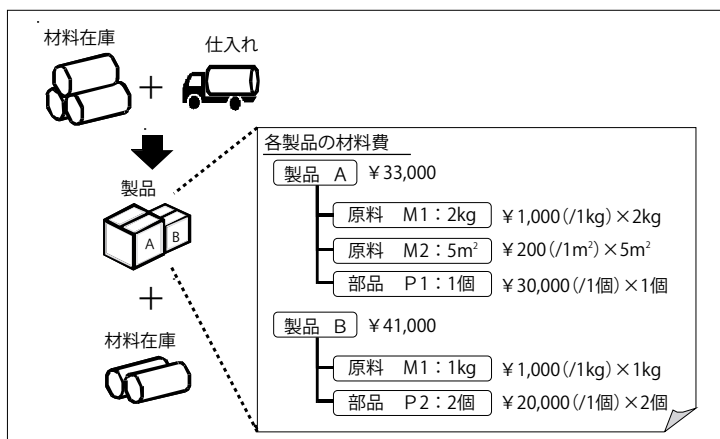 材料在庫
仕入れ
+
製品
A
B
+
材料在庫
各製品の材料費
製品 A ¥33,000
原料 M1:2kg ¥1,000(/1kg)×2kg
原料 M2:5m² ¥200(/1m²)×5m²
部品 P1:1個 ¥30,000(/1個)×1個
製品 B ¥41,000
原料 M1:1kg ¥1,000(/1kg)×1kg
部品 P2:2個 ¥20,000(/1個)×2個